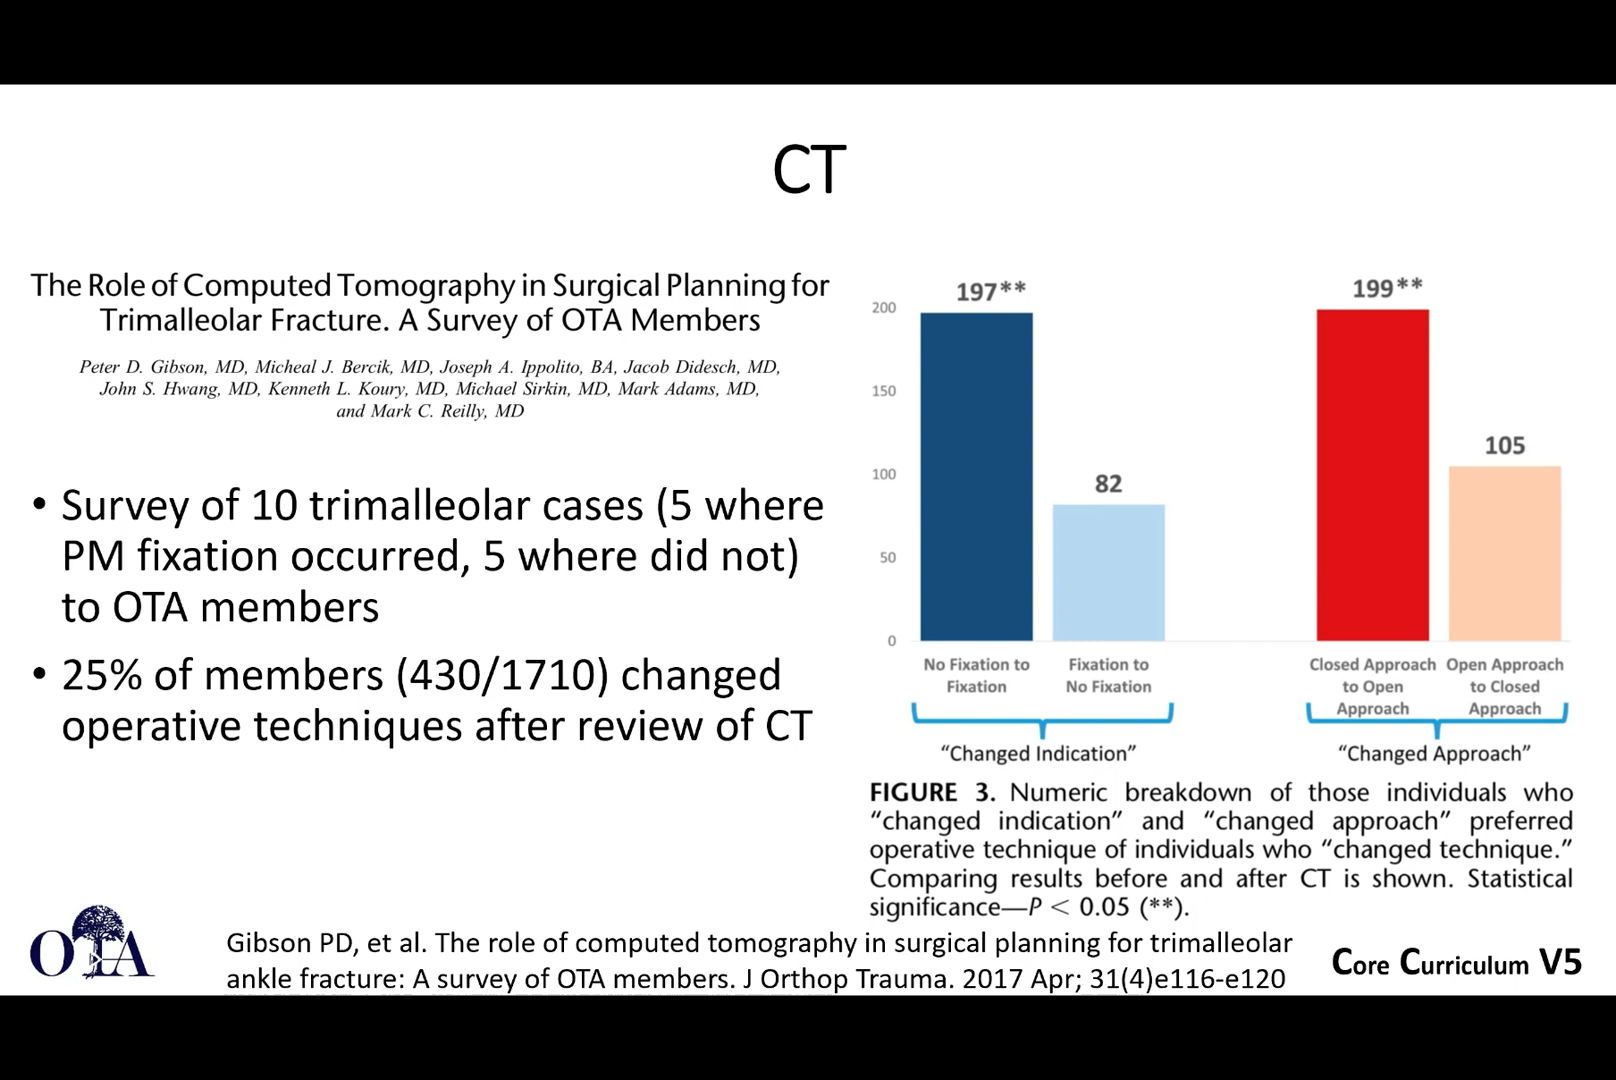 CT
The Role of Computed Tomography in Surgical Planning for
Trimalleolar Fracture. A Survey of OTA Members
Peter D. Gibson, MD, Micheal J. Bercik, MD, Joseph A. Ippolito, BA, Jacob Didesch, MD,
John S. Hwang, MD, Kenneth L. Koury, MD, Michael Sirkin, MD, Mark Adams, MD,
and Mark C. Reilly, MD
• Survey of 10 trimalleolar cases (5 where
PM fixation occurred, 5 where did not)
to OTA members
• 25% of members (430/1710) changed
operative techniques after review of CT
200
150
100
50
0
197**
82
199**
105
No Fixation to
Fixation
Fixation to
No Fixation
Closed Approach
to Open
Approach
Open Approach
to Closed
Approach
“Changed Indication”
“Changed Approach”
FIGURE 3. Numeric breakdown of those individuals who
“changed indication” and “changed approach” preferred
operative technique of individuals who “changed technique.”
Comparing results before and after CT is shown. Statistical
significance—P < 0.05 (**).
OTA
Gibson PD, et al. The role of computed tomography in surgical planning for trimalleolar
ankle fracture: A survey of OTA members. J Orthop Trauma. 2017 Apr; 31(4)e116-e120
Core Curriculum V5